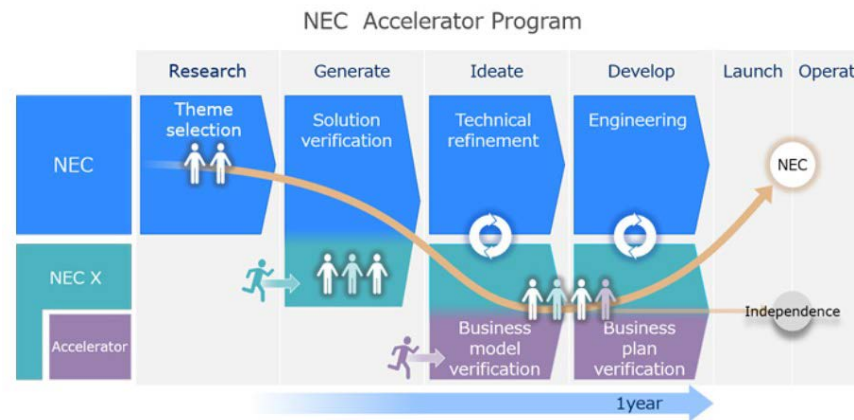 NEC Accelerator Program
Research
Generate
Ideate
Develop
Launch
Operat
NEC
Theme
selection
Solution
verification
Technical
refinement
Engineering
NEC
NEC X
Accelerator
Business
model
verification
Business
plan
verification
Independence
1year